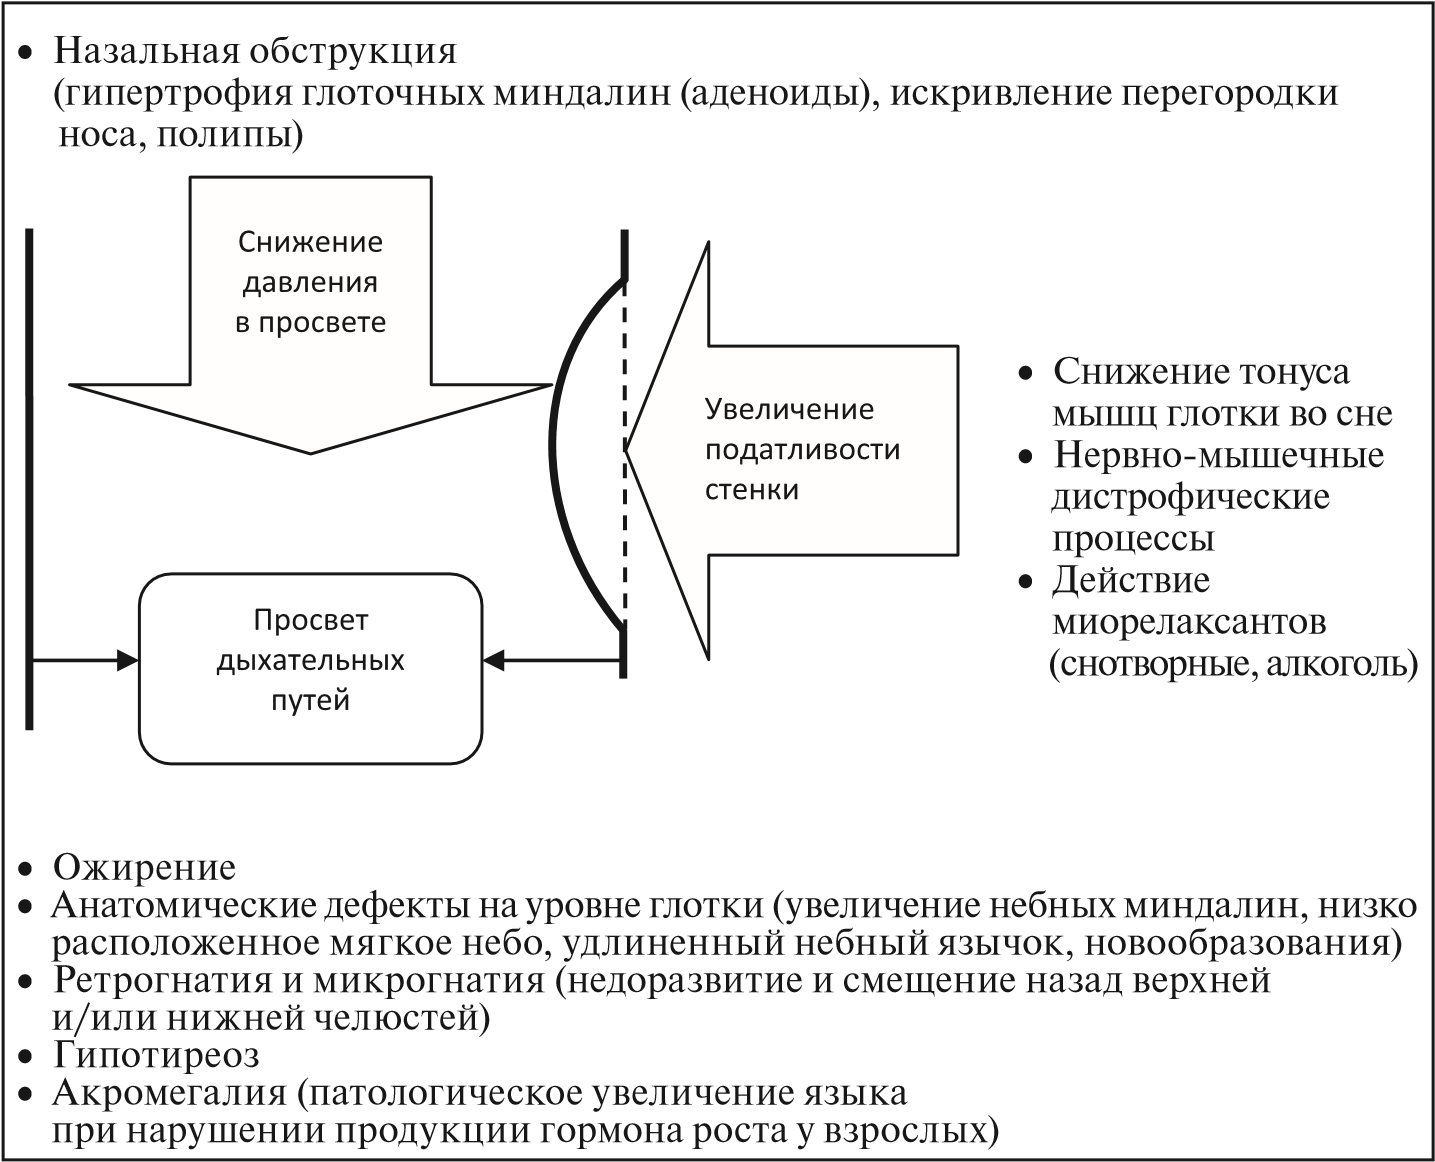 • Назальная обструкция
(гипертрофия глоточных миндалин (аденоиды), искривление перегородки
носа, полипы)
Снижение
давления
в просвете
Увеличение
податливости
стенки
• Снижение тонуса
мышц глотки во сне
• Нервно-мышечные
дистрофические
процессы
• Действие
миорелаксантов
(снотворные, алкоголь)
Просвет
дыхательных
путей
• Ожирение
• Анатомические дефекты на уровне глотки (увеличение небных миндалин, низко
расположенное мягкое небо, удлиненный небный язычок, новообразования)
• Ретрогнатия и микрогнатия (недоразвитие и смещение назад верхней
и/или нижней челюстей)
• Гипотиреоз
• Акромегалия (патологическое увеличение языка
при нарушении продукции гормона роста у взрослых)